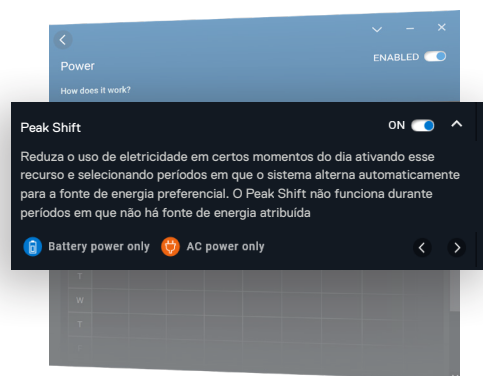 Power
ENABLED
How does it work?
Peak Shift
ON
Reduza o uso de eletricidade em certos momentos do dia ativando esse
recurso e selecionando períodos em que o sistema alterna automaticamente
para a fonte de energia preferencial. O Peak Shift não funciona durante
períodos em que não há fonte de energia atribuída
Battery power only
AC power only
T
W
T